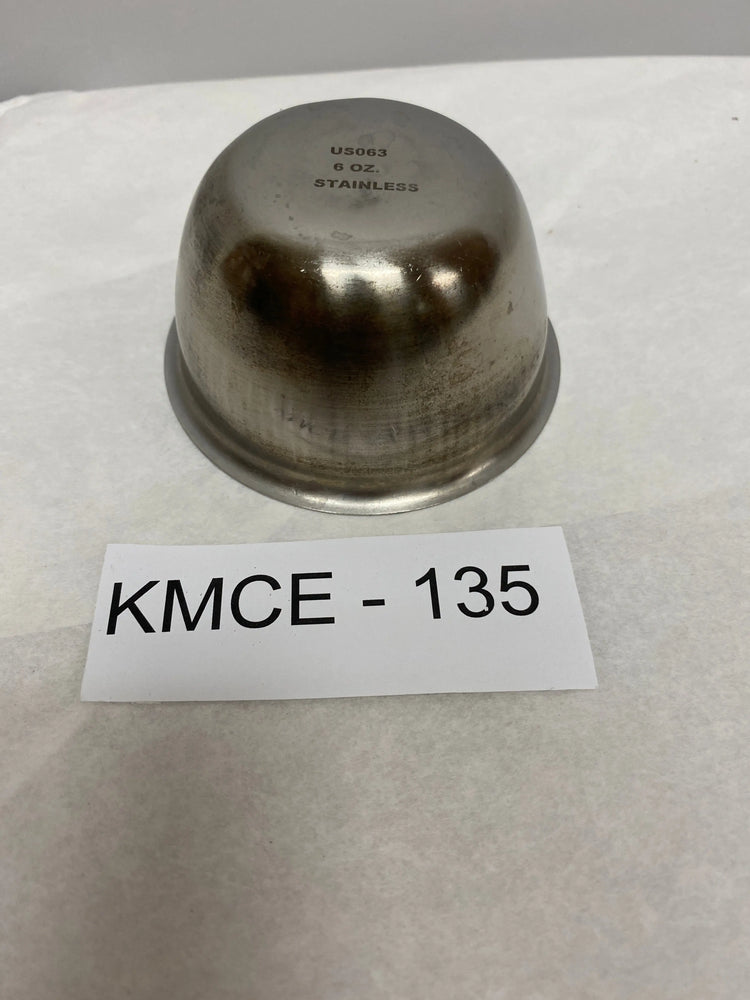 US063
6 OZ.
STAINLESS
KMCE - 135